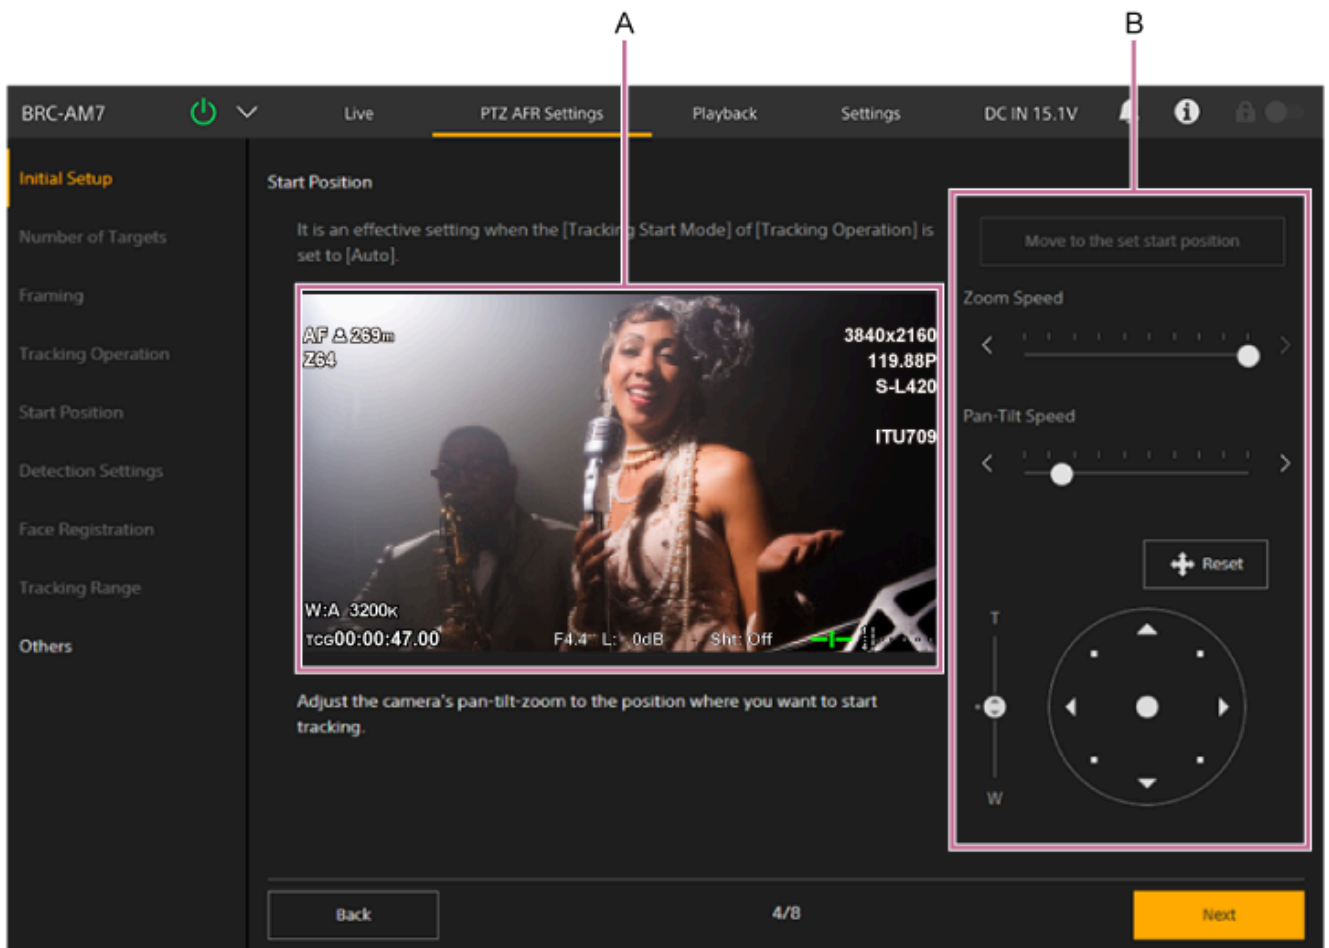 A
B
BRC-AM7
Live
PTZ AFR Settings
Playback
Settings
DC IN 15.1V
Initial Setup
Number of Targets
Framing
Tracking Operation
Start Position
Detection Settings
Face Registration
Tracking Range
Others
Start Position
It is an effective setting when the [Tracking Start Mode] of [Tracking Operation] is
set to [Auto].
AF 269m
Z64
3840x2160
119.88P
S-L420
ITU709
W:A 3200K
TCG00:00:47.00
F4.4 L: 0dB
Sht: Off
Adjust the camera's pan-tilt-zoom to the position where you want to start
tracking.
Move to the set start position
Zoom Speed
Pan-Tilt Speed
Reset
T
W
Back
4/8
Next